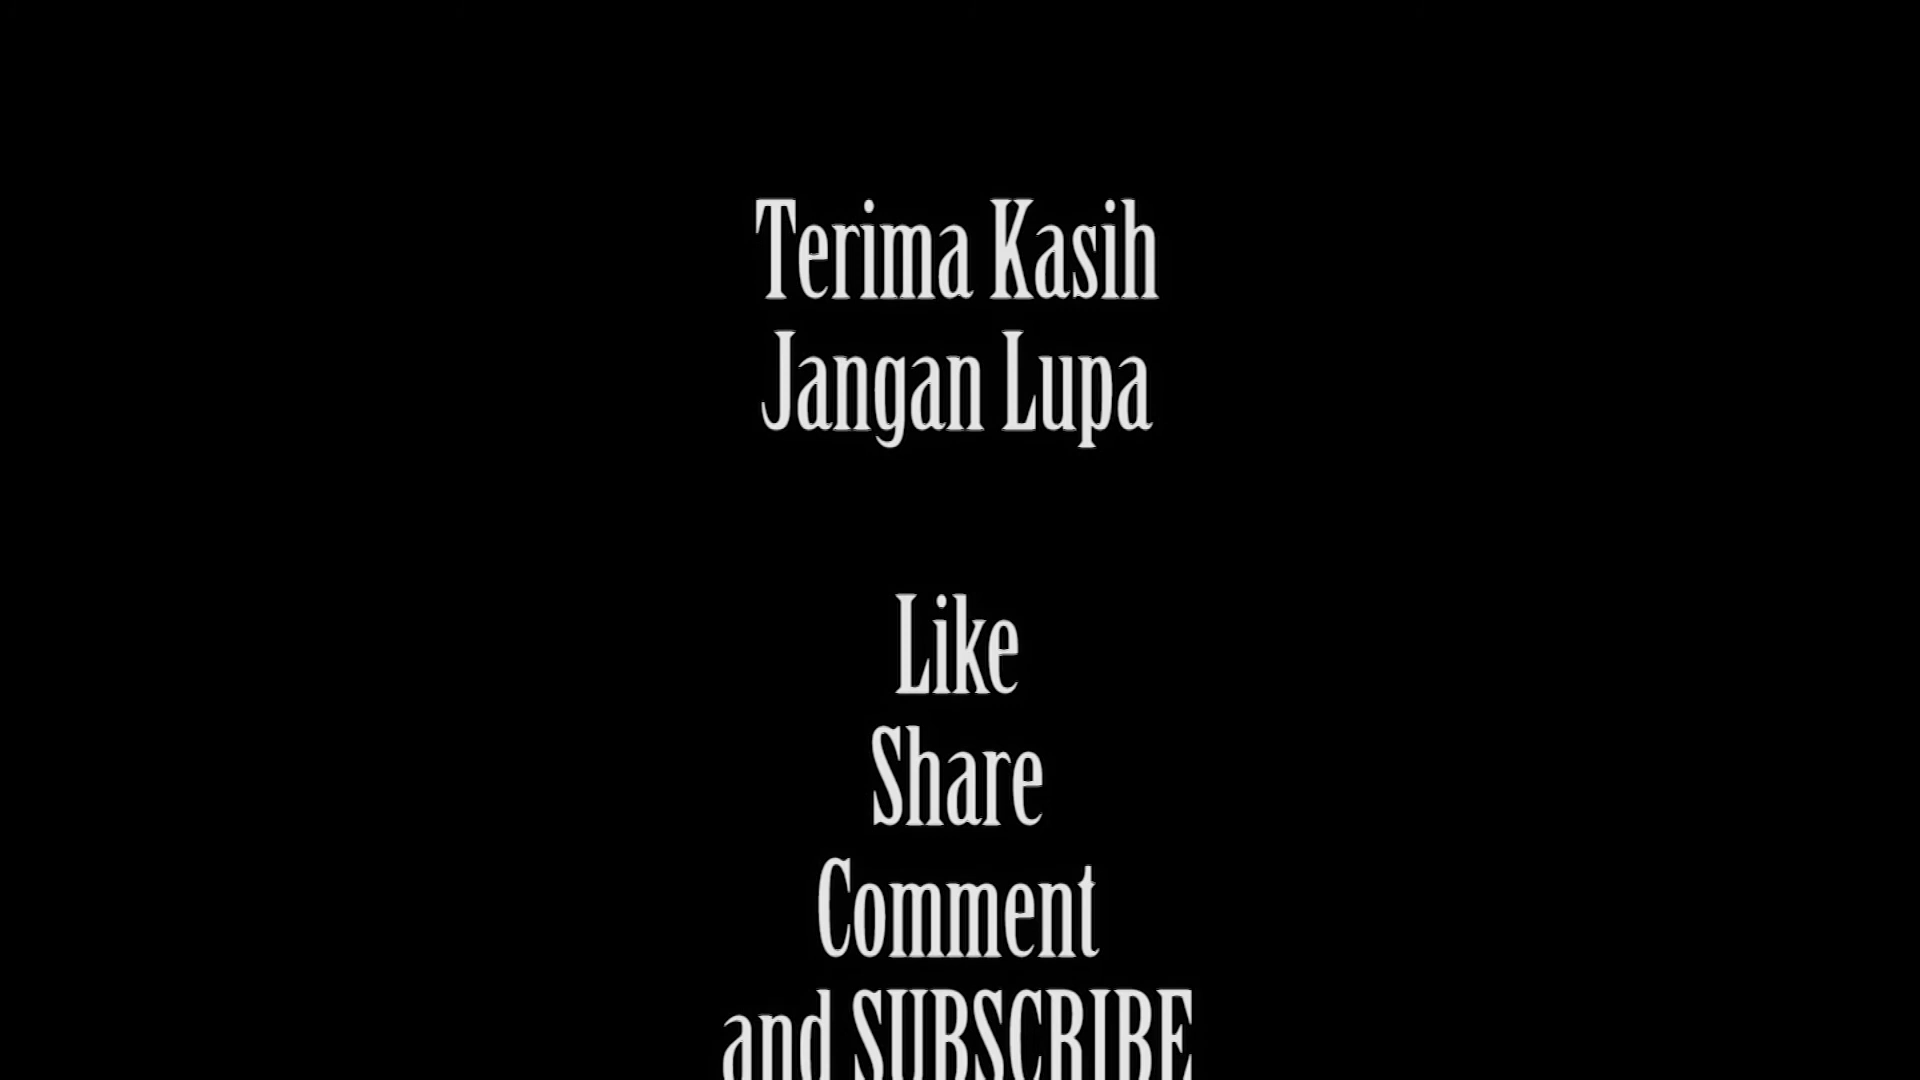 Terima Kasih
Jangan Lupa
Like
Share
Comment
and SUBSCRIBE